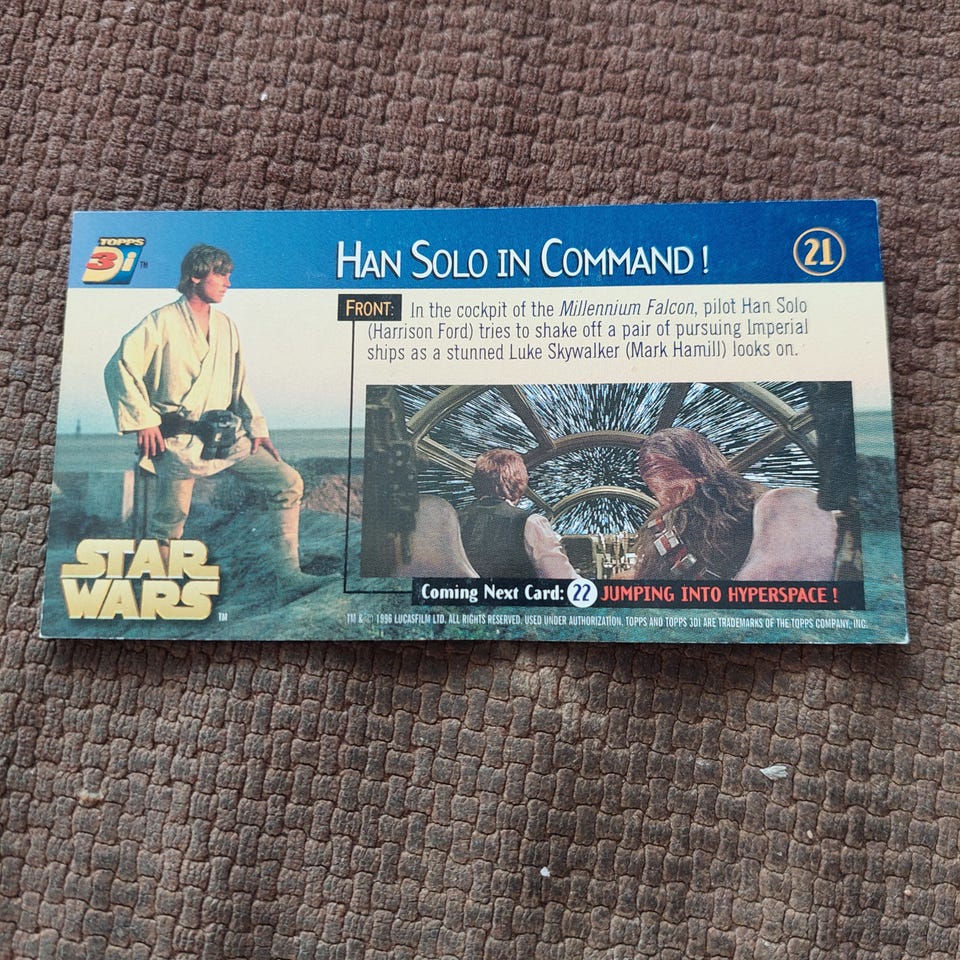 TOPPS
3Di™
HAN SOLO IN COMMAND!
21
FRONT: In the cockpit of the Millennium Falcon, pilot Han Solo
(Harrison Ford) tries to shake off a pair of pursuing Imperial
ships as a stunned Luke Skywalker (Mark Hamill) looks on.
STAR
WARS™
Coming Next Card: 22 JUMPING INTO HYPERSPACE!
TM & © 1996 LUCASFILM LTD. ALL RIGHTS RESERVED. USED UNDER AUTHORIZATION. TOPPS AND TOPPS 3DI ARE TRADEMARKS OF THE TOPPS COMPANY, INC.